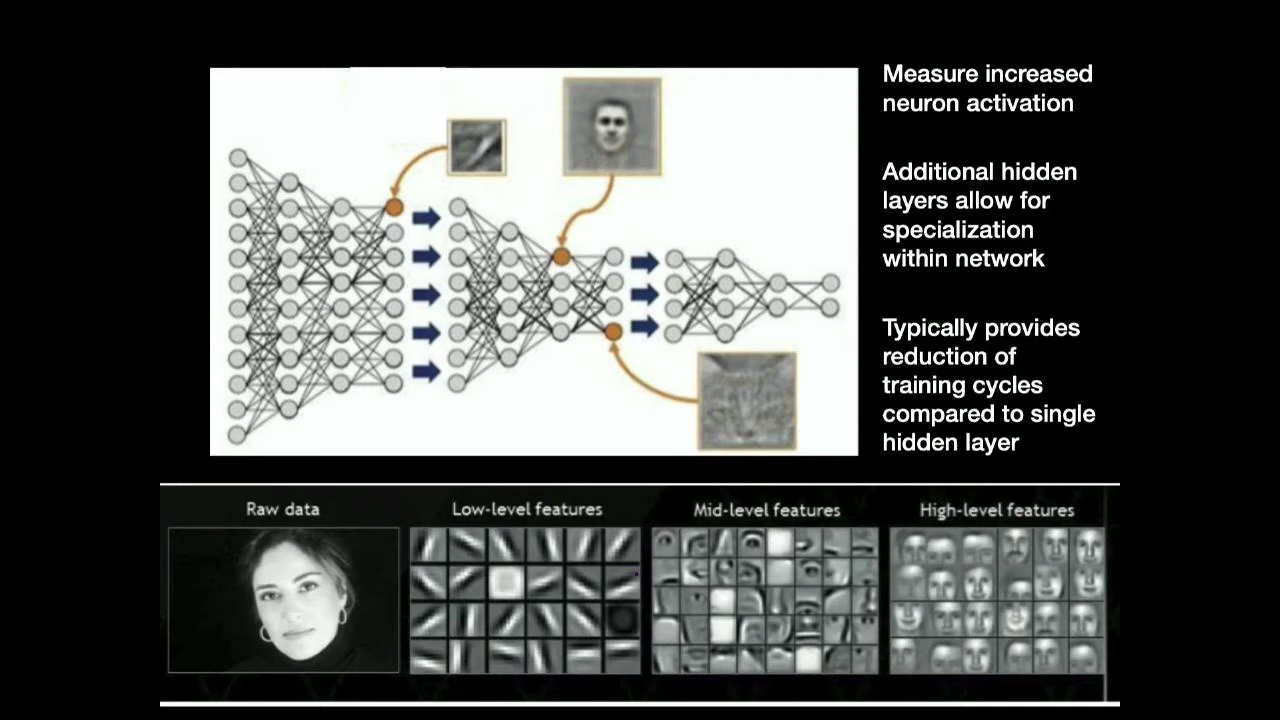 Measure increased
neuron activation
Additional hidden
layers allow for
specialization
within network
Typically provides
reduction of
training cycles
compared to single
hidden layer
Raw data
Low-level features
Mid-level features
High-level features